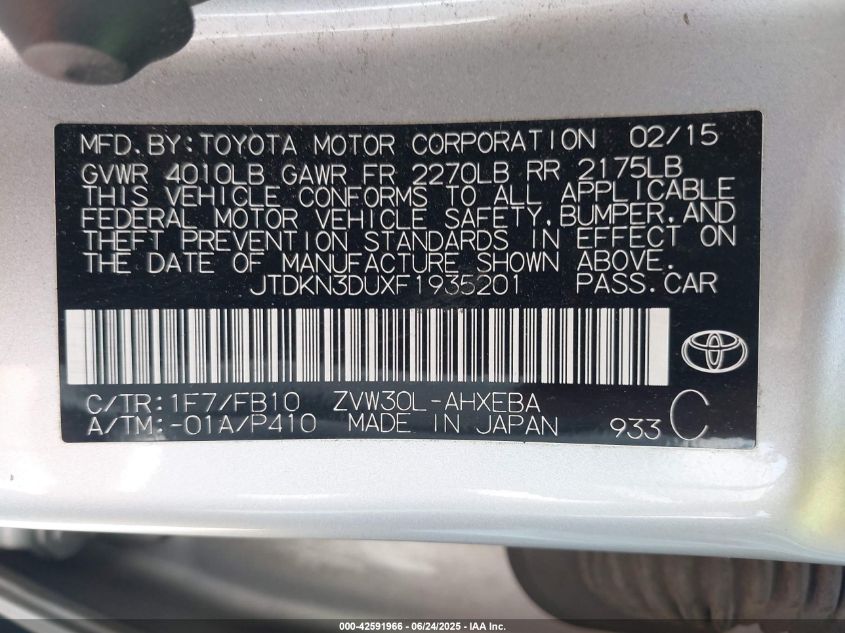 MFD.BY:TOYOTA MOTOR CORPORATION 02/15
GVWR 4010LB GAWR FR 2270LB RR 2175LB
THIS VEHICLE CONFORMS TO ALL APPLICABLE
FEDERAL MOTOR VEHICLE SAFETY,BUMPER,AND
THEFT PREVENTION STANDARDS IN EFFECT ON
THE DATE OF MANUFACTURE SHOWN ABOVE.
JTDKN3DUXF1935201 PASS.CAR
C/TR:1F7/FB10 ZVW30L-AHXEBA
A/TM:-01A/P410 MADE IN JAPAN 933 C
000-42591966 - 06/24/2025 - IAA Inc.